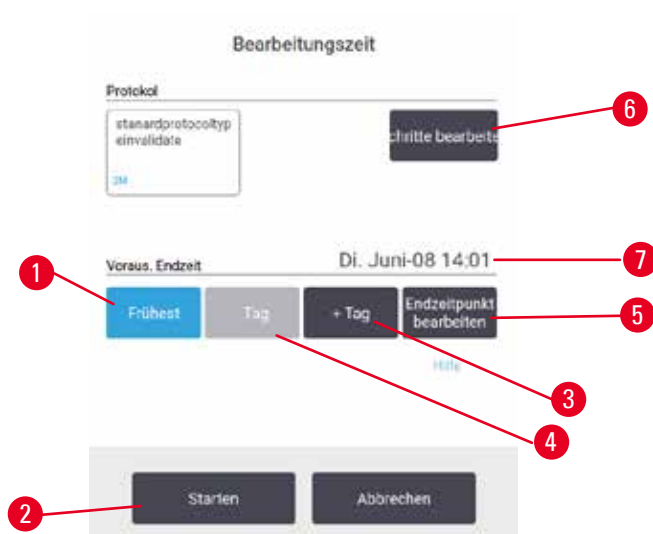 Bearbeitungszeit
Protokol
stanardprotocoltyp
einvalidate
2M
chritte bearbeite
6
Voraus. Endzeit
Di. Juni-08 14:01
7
1
Frühest
Tag
+ Tag
Endzeitpunkt
bearbeiten
5
Hilfe
3
4
2
Starten
Abbrechen